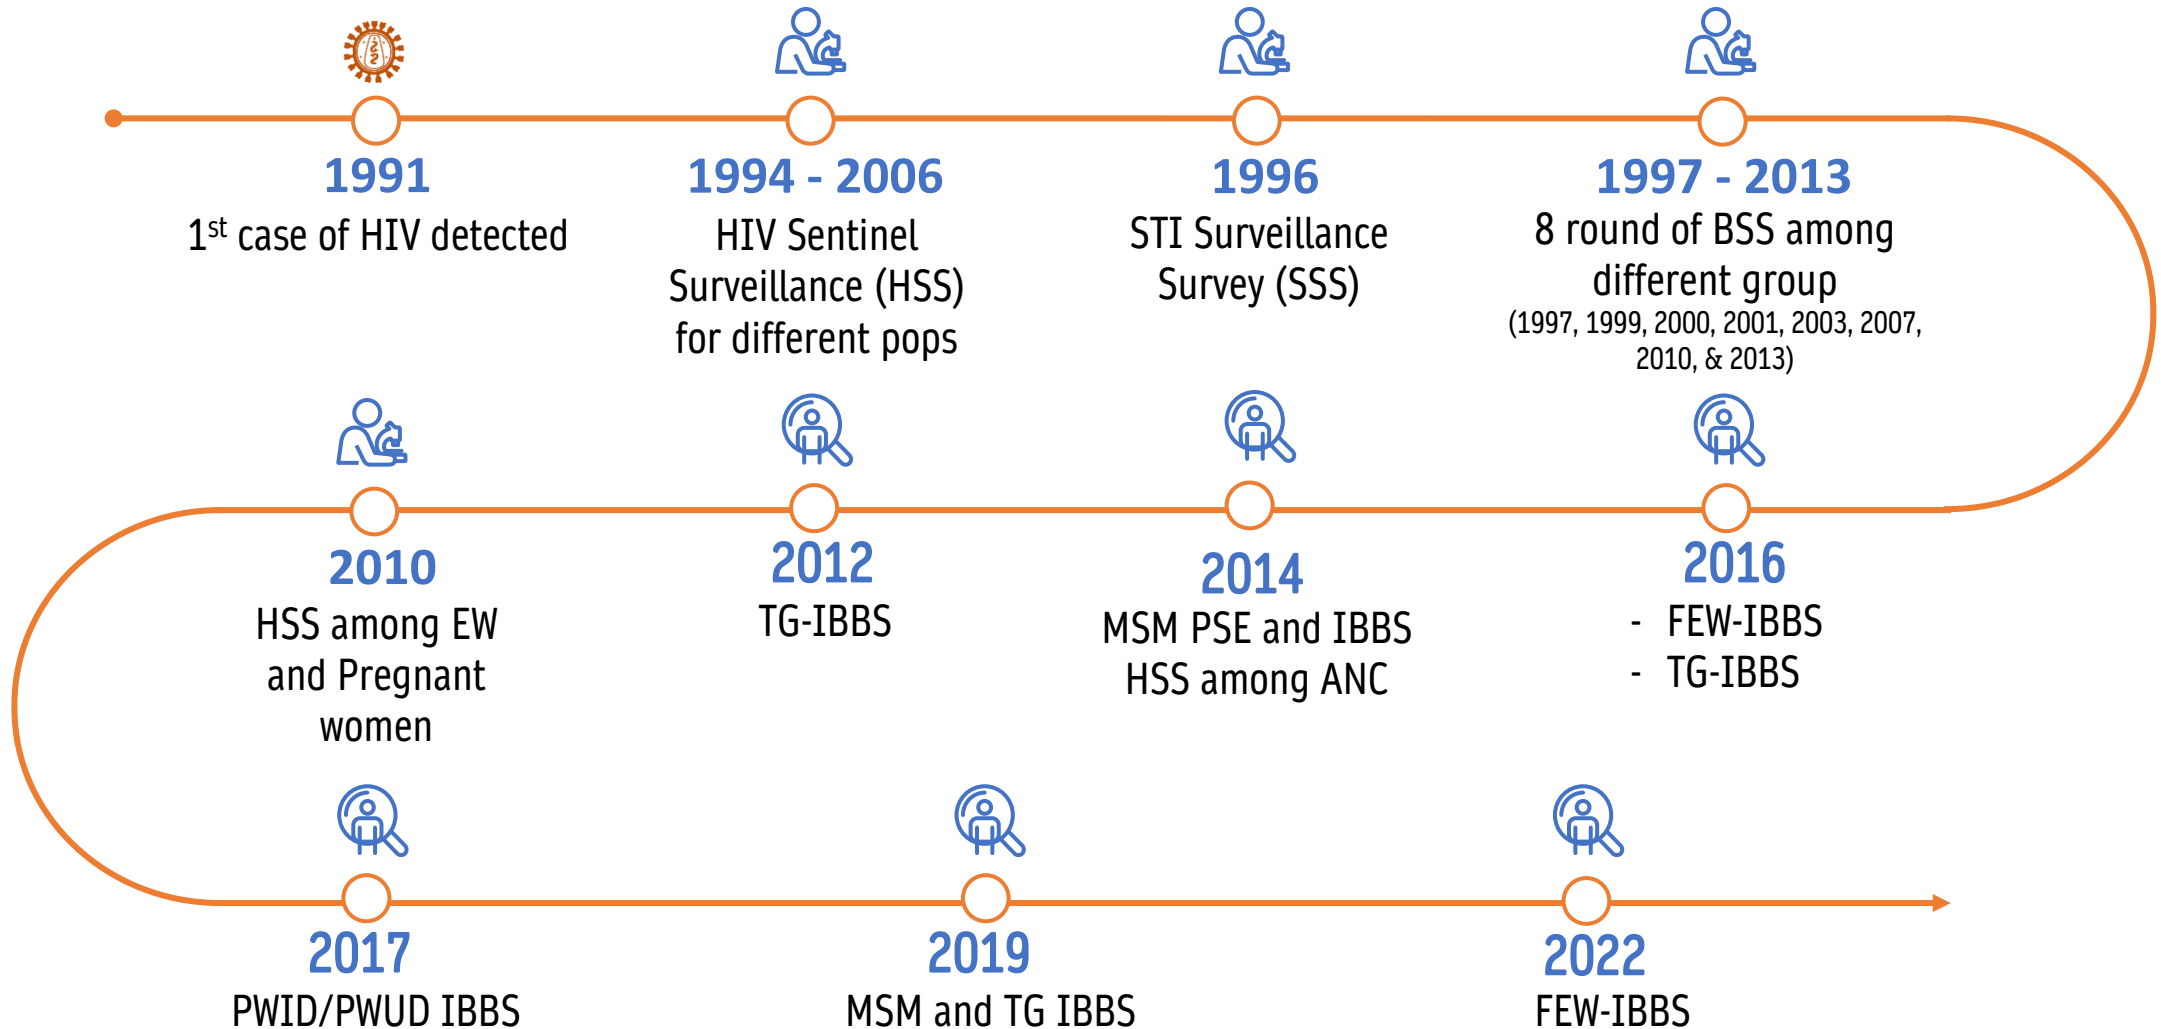 1991
1st case of HIV detected
1994 - 2006
HIV Sentinel
Surveillance (HSS)
for different pops
1996
STI Surveillance
Survey (SSS)
1997 - 2013
8 round of BSS among
different group
(1997, 1999, 2000, 2001, 2003, 2007,
2010, & 2013)
2010
HSS among EW
and Pregnant
women
2012
TG-IBBS
2014
MSM PSE and IBBS
HSS among ANC
2016
- FEW-IBBS
- TG-IBBS
2017
PWID/PWUD IBBS
2019
MSM and TG IBBS
2022
FEW-IBBS